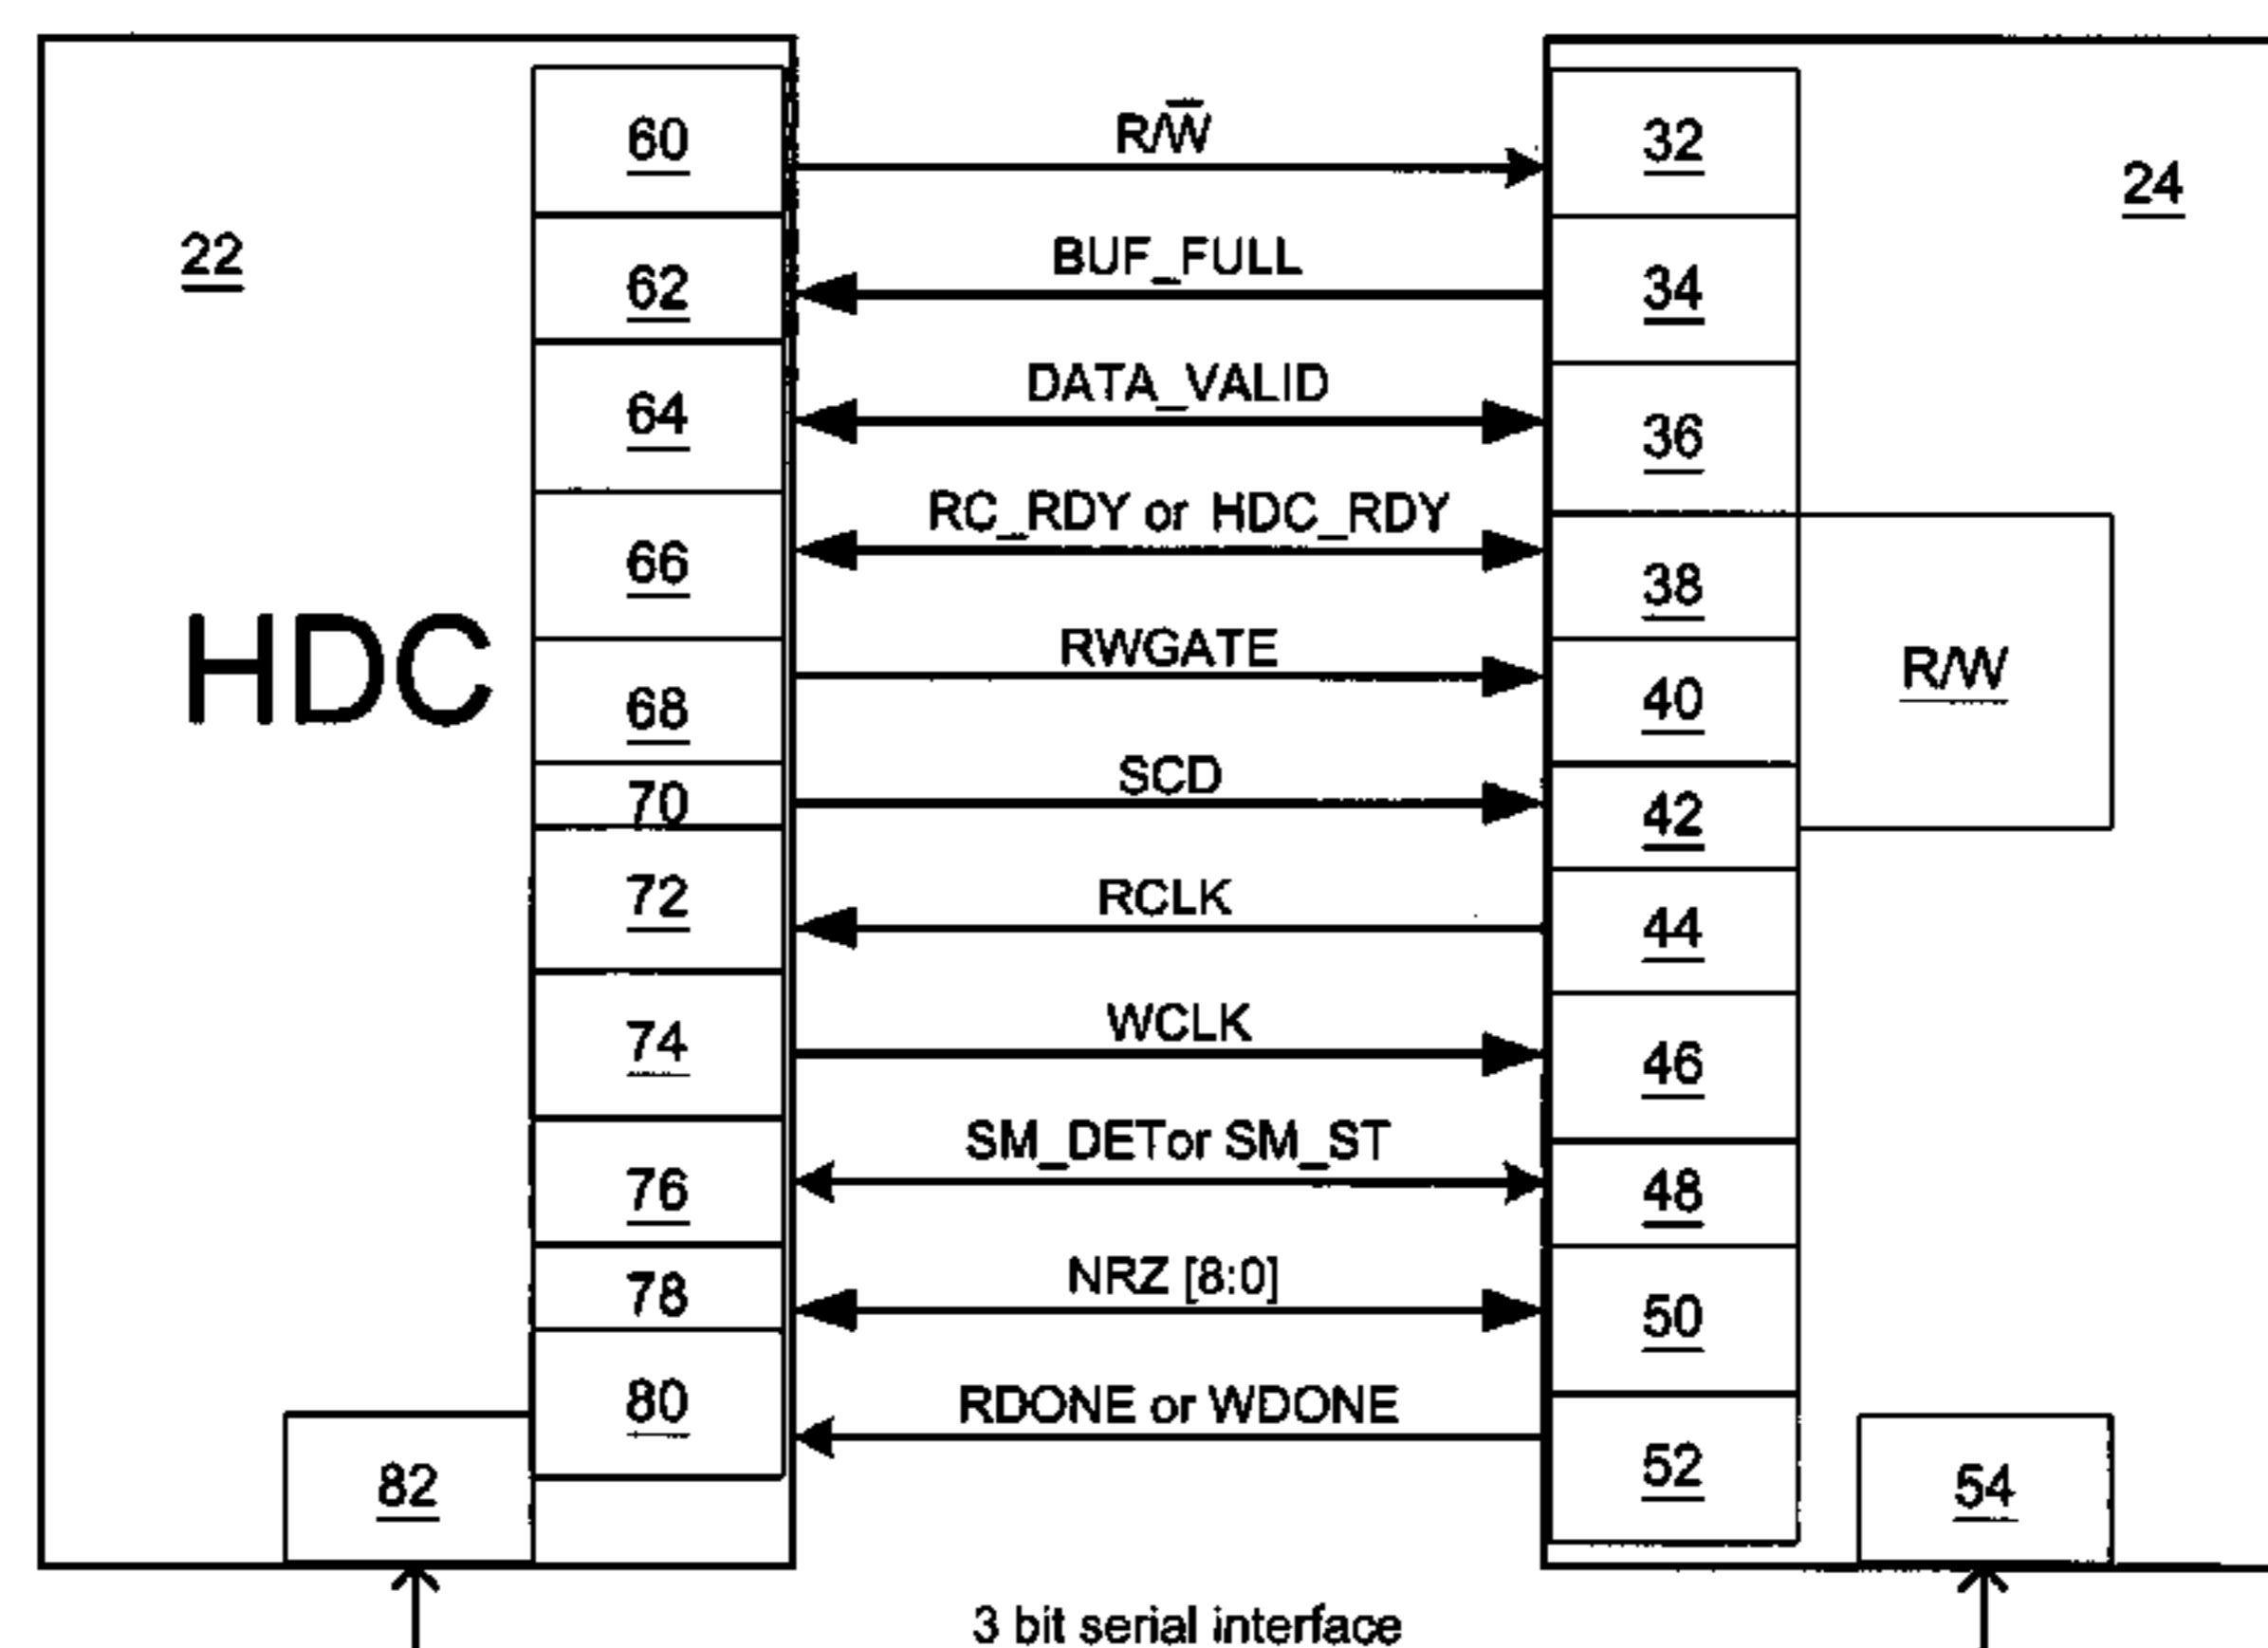 60
R/W̅
32
24
22
62
BUF_FULL
34
64
DATA_VALID
36
66
RC_RDY or HDC_RDY
38
HDC
68
RWGATE
40
R/W
70
SCD
42
72
RCLK
44
74
WCLK
46
76
SM_DETor SM_ST
48
78
NRZ [8:0]
50
80
RDONE or WDONE
52
82
54
3 bit serial interface